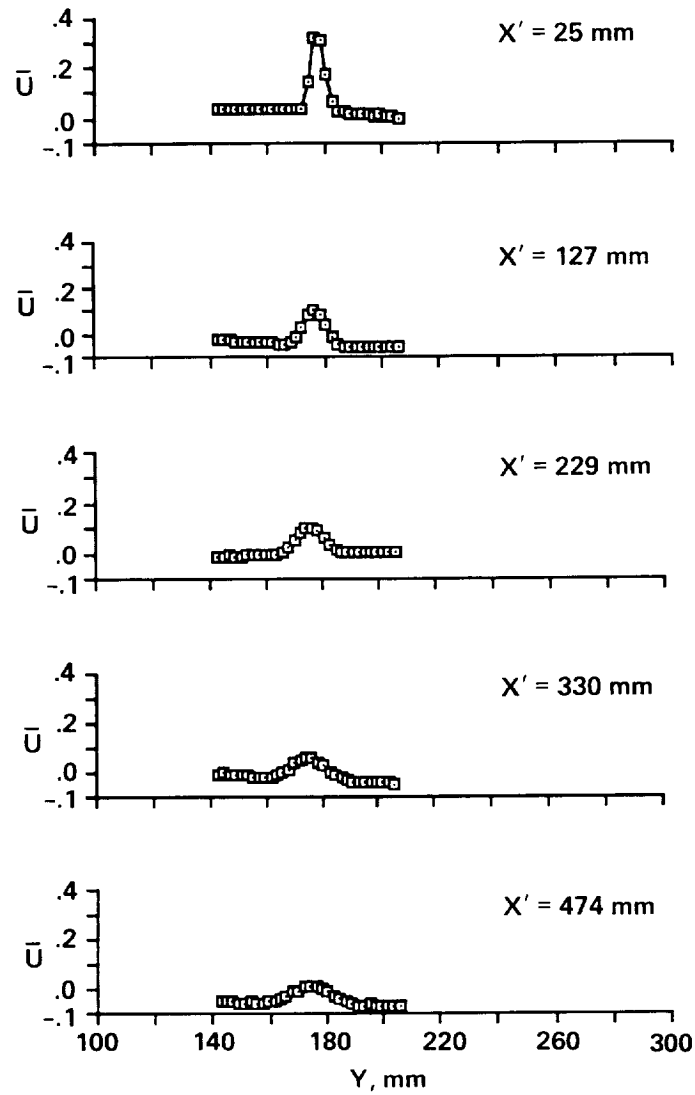 X′ = 25 mm
.4
.2
.0
-.1
Ū
X′ = 127 mm
.4
.2
.0
-.1
Ū
X′ = 229 mm
.4
.2
.0
-.1
Ū
X′ = 330 mm
.4
.2
.0
-.1
Ū
X′ = 474 mm
.4
.2
.0
-.1
Ū
100 140 180 220 260 300
Y, mm